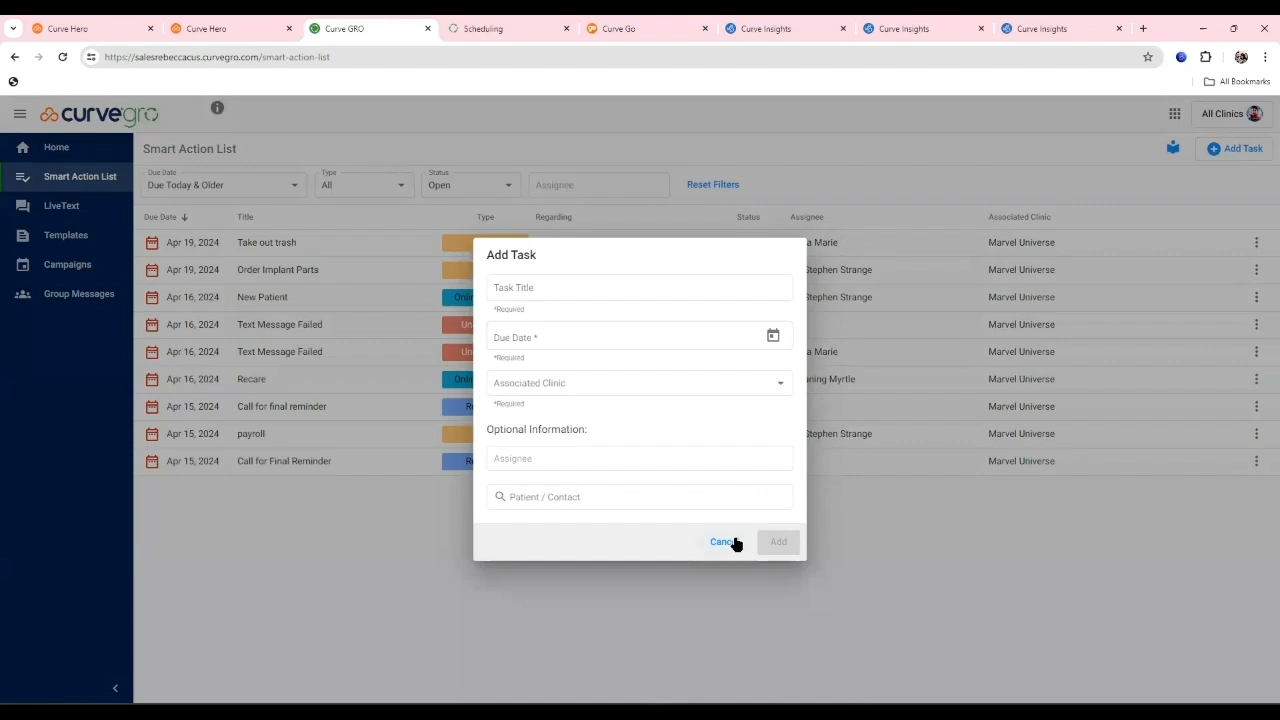 Curve Hero
Curve Hero
Curve GRO
Scheduling
Curve Go
Curve Insights
Curve Insights
Curve Insights
https://salesrebeccacus.curvegro.com/smart-action-list
All Bookmarks
curvegro
All Clinics
Home
Smart Action List
LiveText
Templates
Campaigns
Group Messages
Smart Action List
Add Task
Due Date
Due Today & Older
Type
All
Status
Open
Assignee
Reset Filters
Due Date Title Type Regarding Status Assignee Associated Clinic
Apr 19, 2024 Take out trash Marie Marvel Universe
Apr 19, 2024 Order Implant Parts Stephen Strange Marvel Universe
Apr 16, 2024 New Patient Stephen Strange Marvel Universe
Apr 16, 2024 Text Message Failed Un Marvel Universe
Apr 16, 2024 Text Message Failed Un a Marie Marvel Universe
Apr 16, 2024 Recare Myrtle Marvel Universe
Apr 15, 2024 Call for final reminder Marvel Universe
Apr 15, 2024 payroll Stephen Strange Marvel Universe
Apr 15, 2024 Call for Final Reminder Marvel Universe
Add Task
Task Title
*Required
Due Date *
*Required
Associated Clinic
*Required
Optional Information:
Assignee
Patient / Contact
Add